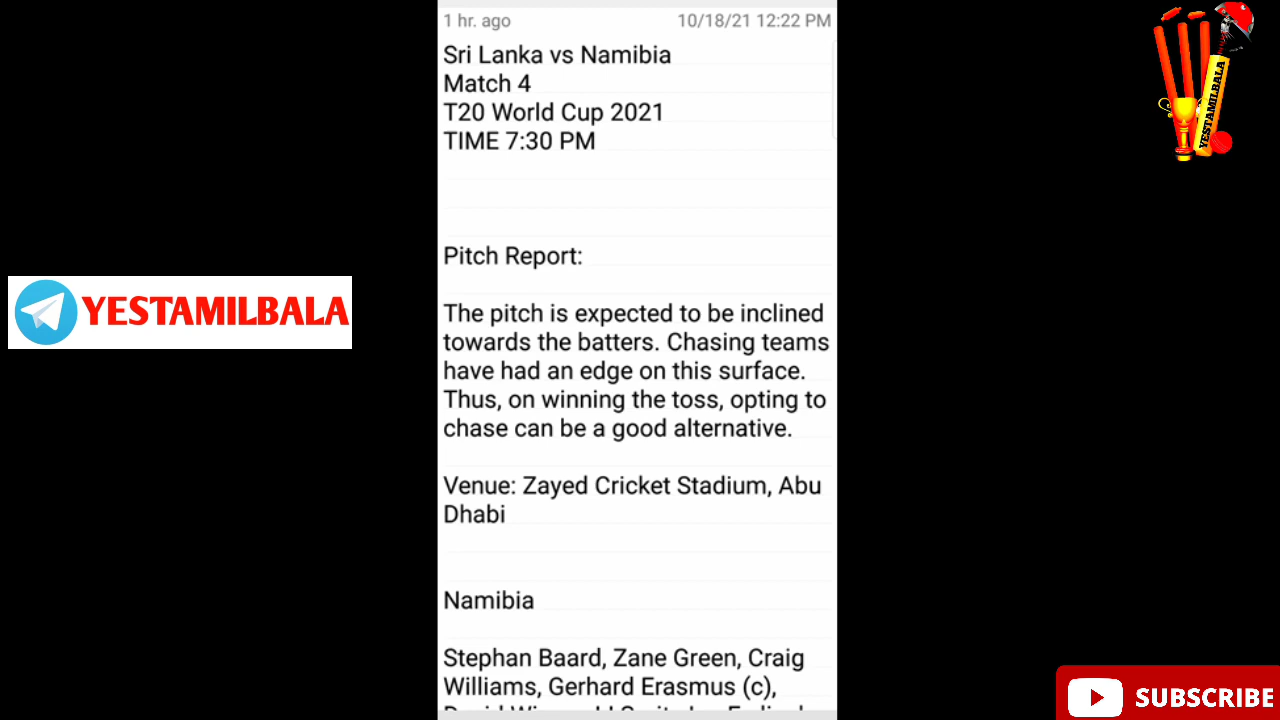 1 hr. ago 10/18/21 12:22 PM
Sri Lanka vs Namibia
Match 4
T20 World Cup 2021
TIME 7:30 PM
Pitch Report:
The pitch is expected to be inclined
towards the batters. Chasing teams
have had an edge on this surface.
Thus, on winning the toss, opting to
chase can be a good alternative.
Venue: Zayed Cricket Stadium, Abu
Dhabi
Namibia
Stephan Baard, Zane Green, Craig
Williams, Gerhard Erasmus (c),
YESTAMILBALA
YESTAMILBALA
SUBSCRIBE